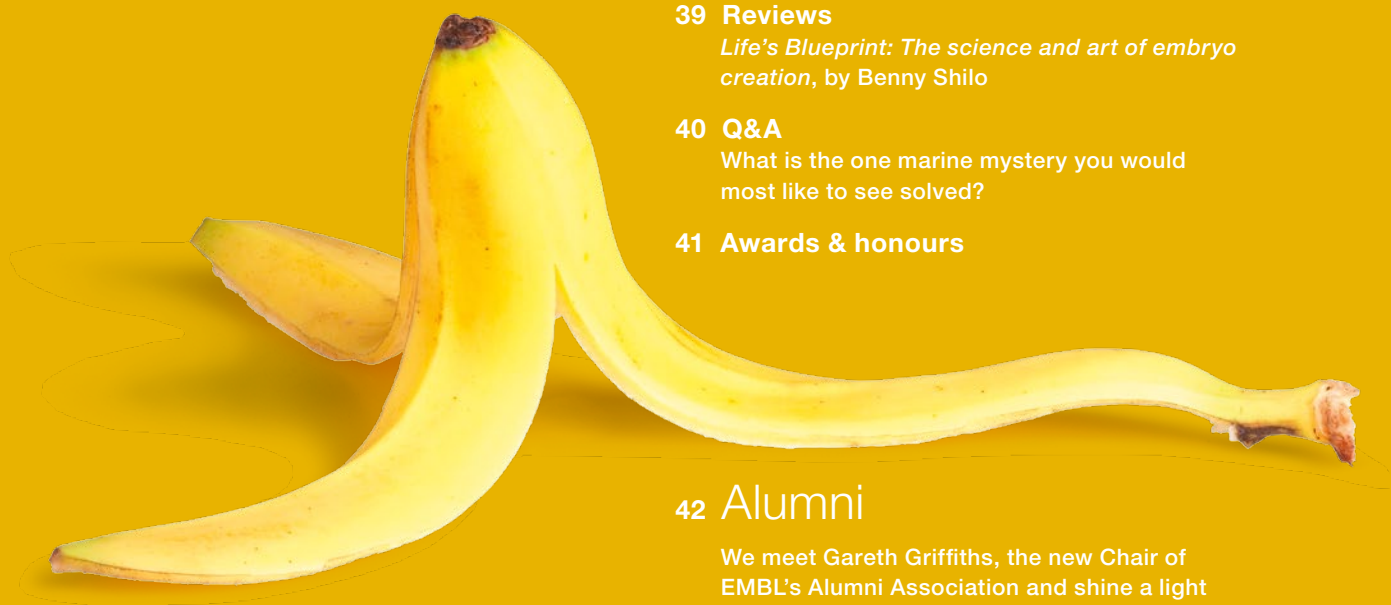 39 Reviews
Life's Blueprint: The science and art of embryo
creation, by Benny Shilo
40 Q&A
What is the one marine mystery you would
most like to see solved?
41 Awards & honours
42 Alumni
We meet Gareth Griffiths, the new Chair of
EMBL's Alumni Association and shine a light